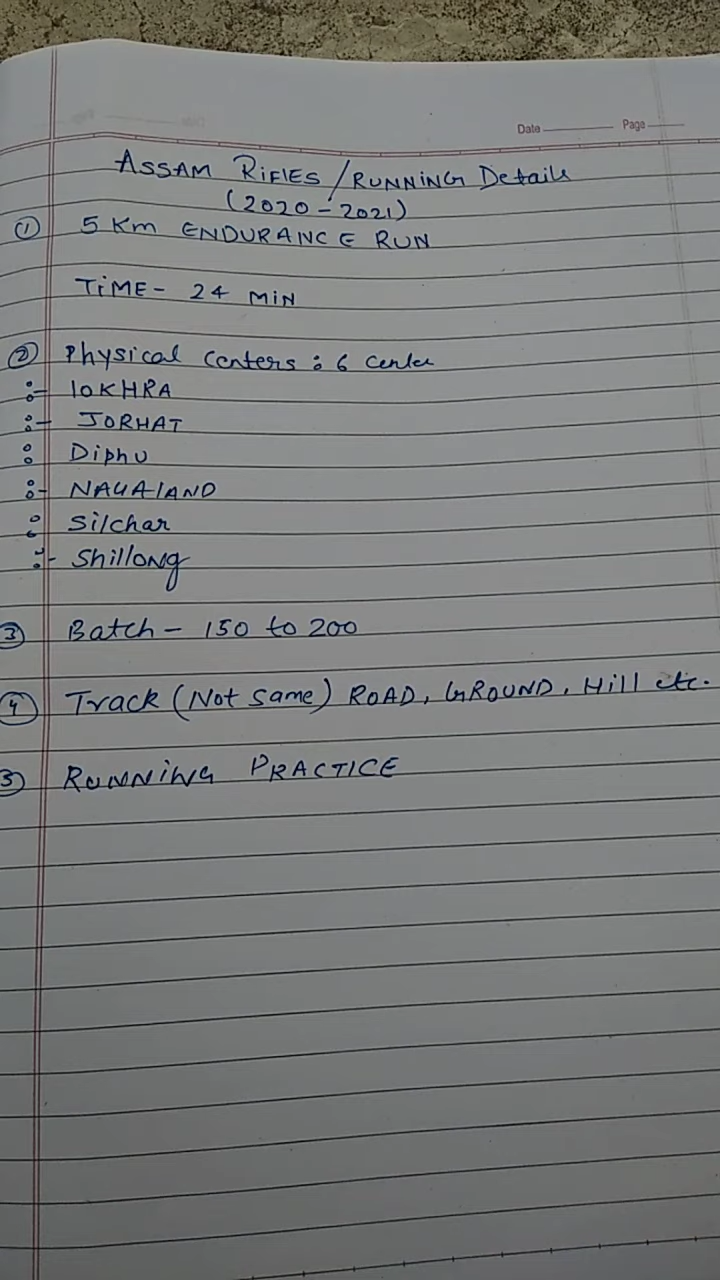 Date Page
ASSAM RIFLES / RUNNING Details
(2020-2021)
① 5 Km ENDURANCE RUN
TiME- 24 MiN
② Physical Centers : 6 Center
:- lOKHRA
:- JORHAT
: Diphu
:- NAGAlAND
: Silchar
:- Shillong
③ Batch - 150 to 200
④ Track (Not same) ROAD, GROUND, Hill etc.
⑤ RUNNiNG PRACTICE